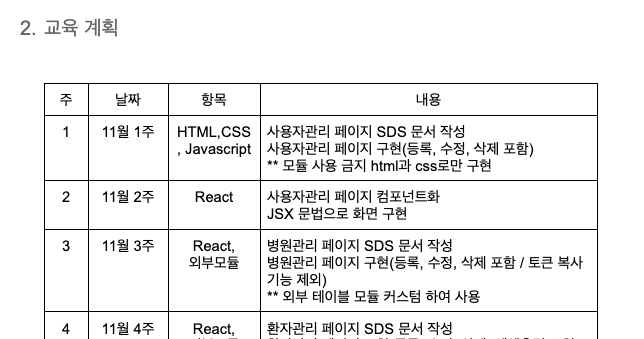 2. 교육 계획
주 날짜 항목 내용
1 11월 1주 HTML,CSS 사용자관리 페이지 SDS 문서 작성
, Javascript 사용자관리 페이지 구현(등록, 수정, 삭제 포함)
** 모듈 사용 금지 html과 css로만 구현
2 11월 2주 React 사용자관리 페이지 컴포넌트화
JSX 문법으로 화면 구현
3 11월 3주 React, 병원관리 페이지 SDS 문서 작성
외부모듈 병원관리 페이지 구현(등록, 수정, 삭제 포함 / 토큰 복사
기능 제외)
** 외부 테이블 모듈 커스텀 하여 사용
4 11월 4주 React, 환자관리 페이지 SDS 문서 작성